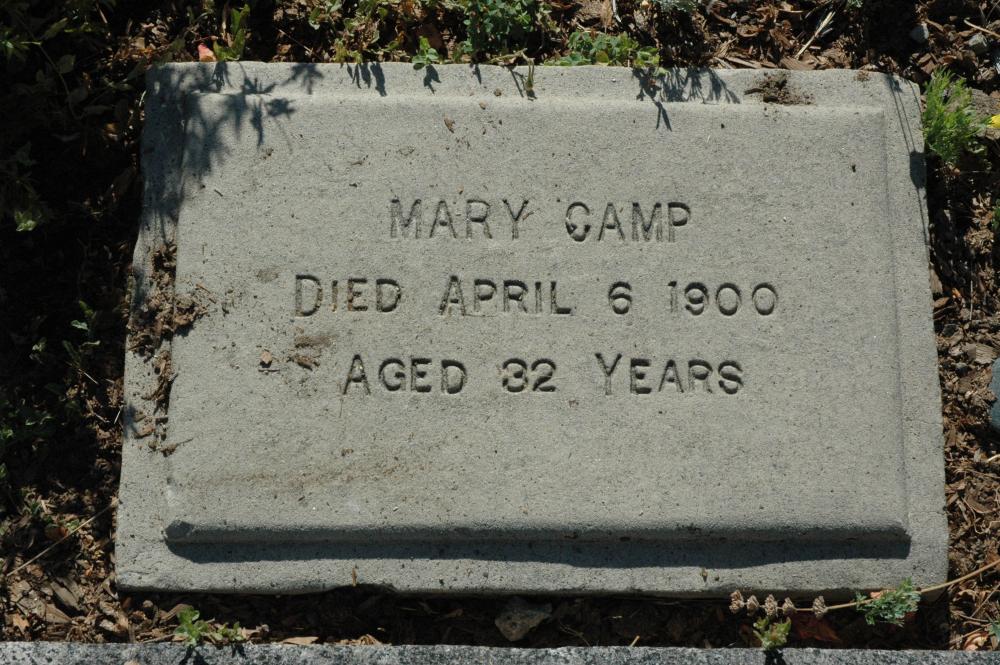 MARY CAMP
DIED APRIL 6 1900
AGED 32 YEARS